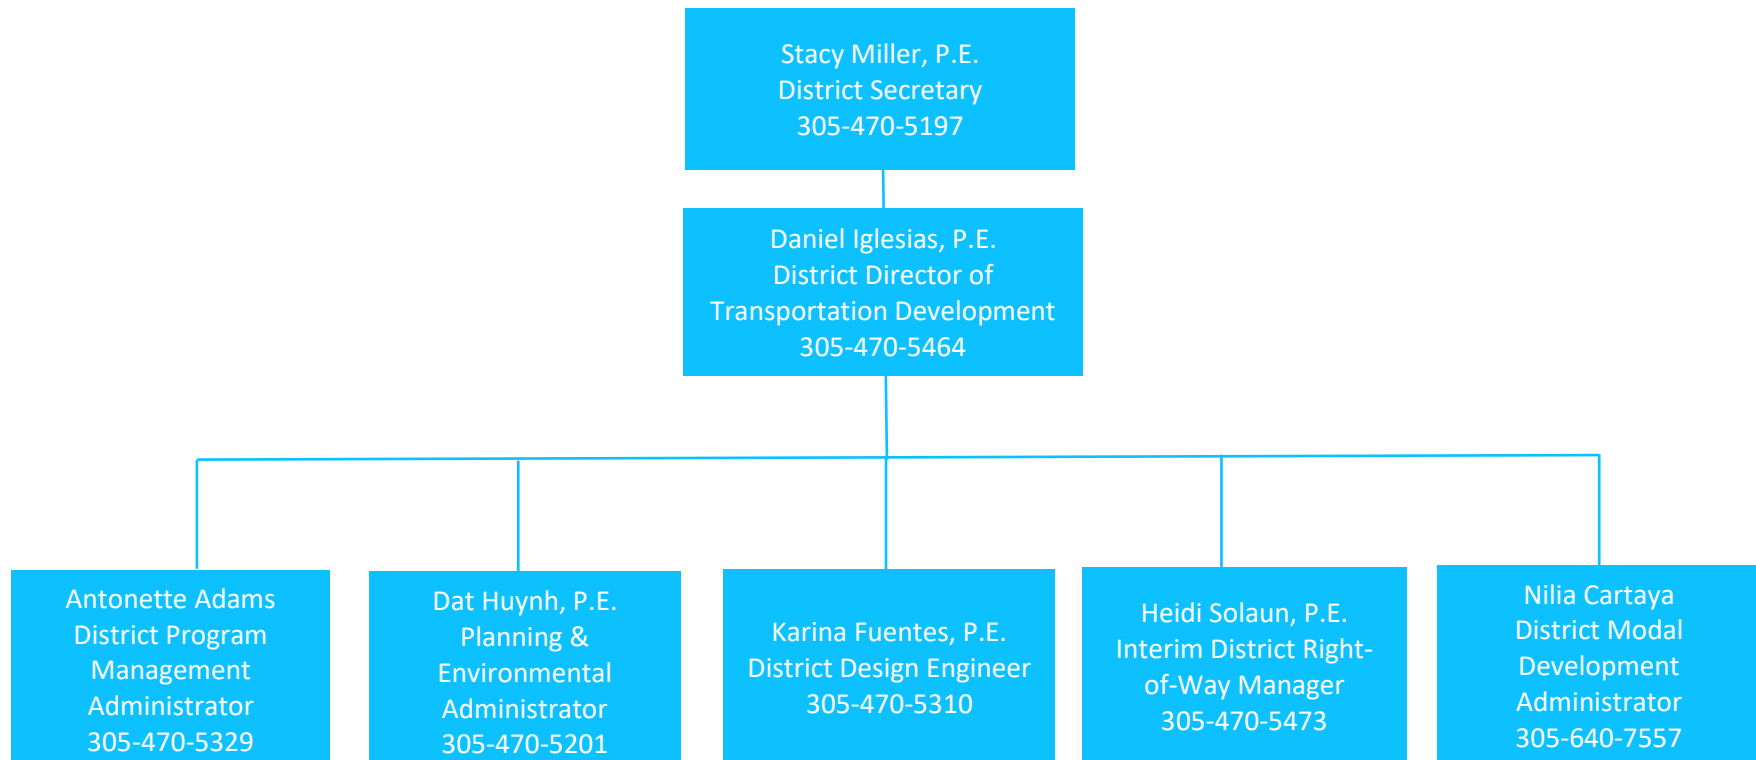 Stacy Miller, P.E.
District Secretary
305-470-5197
Daniel Iglesias, P.E.
District Director of
Transportation Development
305-470-5464
Antonette Adams
District Program
Management
Administrator
305-470-5329
Dat Huynh, P.E.
Planning &
Environmental
Administrator
305-470-5201
Karina Fuentes, P.E.
District Design Engineer
305-470-5310
Heidi Solaun, P.E.
Interim District Right-
of-Way Manager
305-470-5473
Nilia Cartaya
District Modal
Development
Administrator
305-640-7557